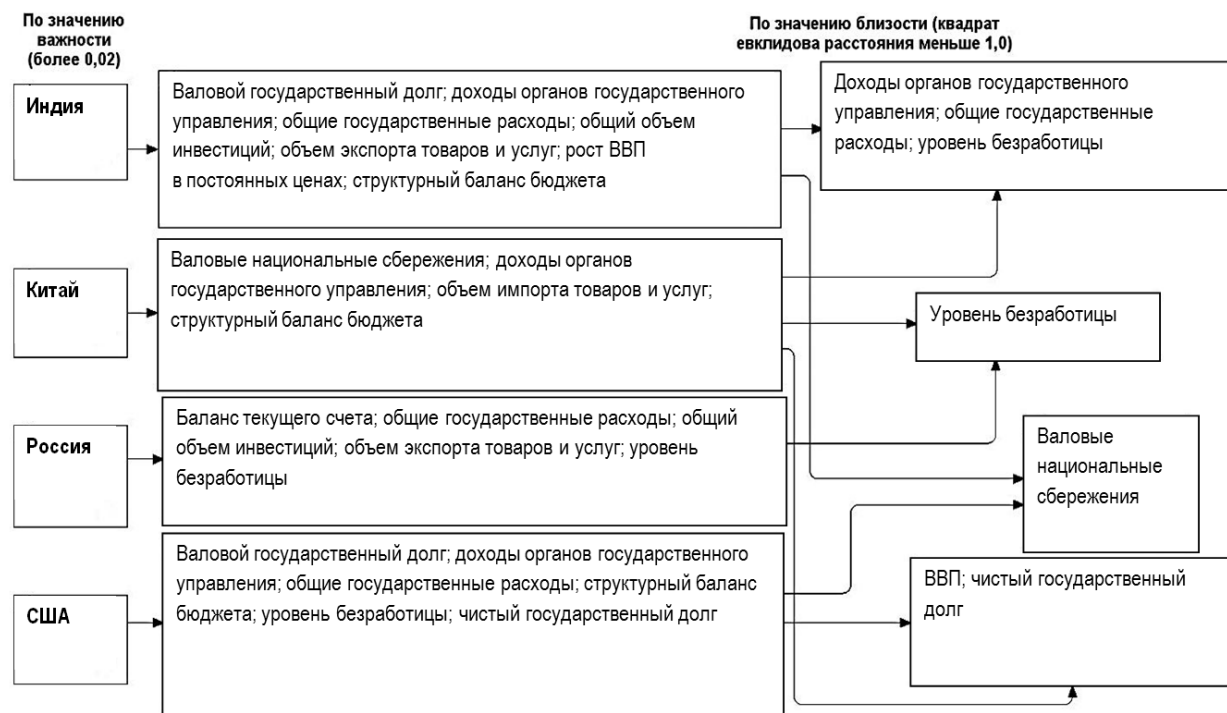 По значению
важности
(более 0,02)
По значению близости (квадрат
евклидова расстояния меньше 1,0)
Индия
Валовой государственный долг; доходы органов государственного
управления; общие государственные расходы; общий объем
инвестиций; объем экспорта товаров и услуг; рост ВВП
в постоянных ценах; структурный баланс бюджета
Доходы органов государственного
управления; общие государственные
расходы; уровень безработицы
Китай
Валовые национальные сбережения; доходы органов
государственного управления; объем импорта товаров и услуг;
структурный баланс бюджета
Уровень безработицы
Россия
Баланс текущего счета; общие государственные расходы; общий
объем инвестиций; объем экспорта товаров и услуг; уровень
безработицы
Валовые
национальные
сбережения
США
Валовой государственный долг; доходы органов государственного
управления; общие государственные расходы; структурный баланс
бюджета; уровень безработицы; чистый государственный долг
ВВП; чистый государственный
долг